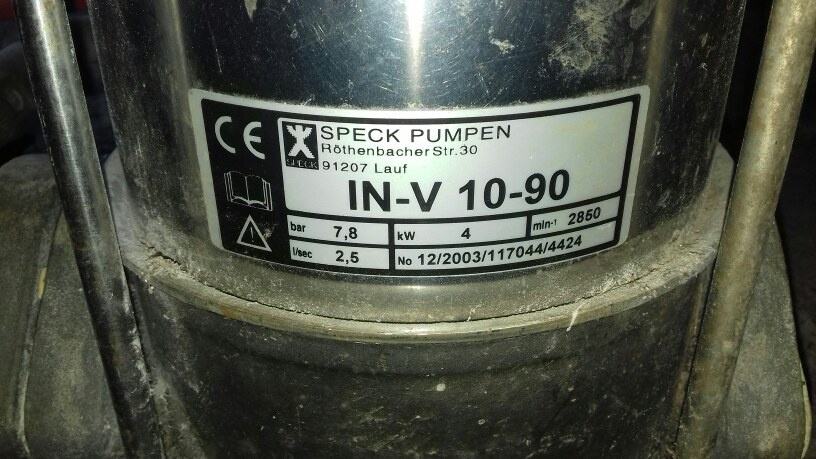 CE
SPECK
SPECK PUMPEN
Röthenbacher Str. 30
91207 Lauf
IN-V 10-90
bar 7,8 kW 4 min-¹ 2850
l/sec 2,5 No 12/2003/117044/4424